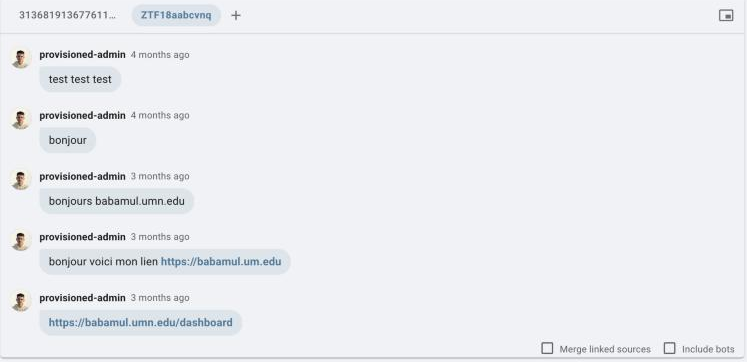 313681913677611... ZTF18aabcvnq +
provisioned-admin 4 months ago
test test test
provisioned-admin 4 months ago
bonjour
provisioned-admin 3 months ago
bonjours babamul.umn.edu
provisioned-admin 3 months ago
bonjour voici mon lien https://babamul.um.edu
provisioned-admin 3 months ago
https://babamul.umn.edu/dashboard
Merge linked sources Include bots